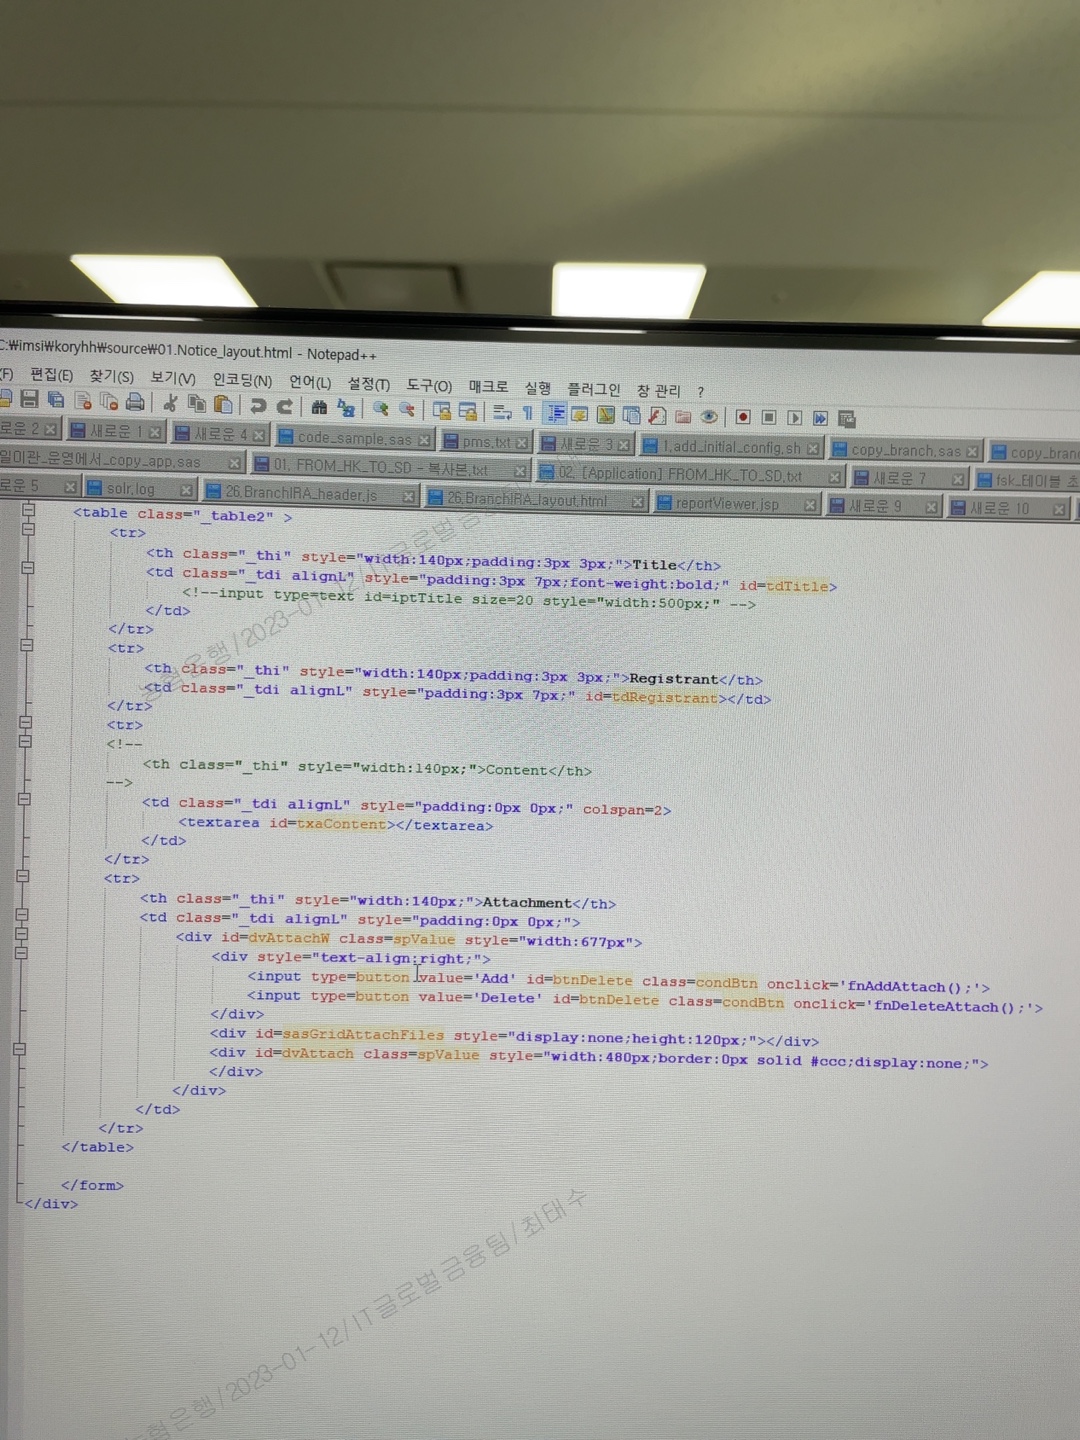 C:₩imsi₩koryhh₩source₩01.Notice_layout.html - Notepad++
(F) 편집(E) 찾기(S) 보기(V) 인코딩(N) 언어(L) 설정(T) 도구(O) 매크로 실행 플러그인 창 관리 ?
로운 2 새로운 1 새로운 4 code_sample.sas pms.txt 새로운 3 1.add_initial_config.sh copy_branch.sas copy_bran
일미관_운영에서_copy_app.sas 01. FROM_HK_TO_SD - 복사본.txt 02. [Application] FROM_HK_TO_SD.txt 새로운 7 fsk_테이블 초
로운 5 solr.log 26.BranchIRA_header.js 26.BranchIRA_layout.html reportViewer.jsp 새로운 9 새로운 10
<table class="_table2" >
<tr>
<th class="_thi" style="width:140px;padding:3px 3px;">Title</th>
<td class="_tdi alignL" style="padding:3px 7px;font-weight:bold;" id=tdTitle>
<!--input type=text id=iptTitle size=20 style="width:500px;" -->
</td>
</tr>
<tr>
<th class="_thi" style="width:140px;padding:3px 3px;">Registrant</th>
<td class="_tdi alignL" style="padding:3px 7px;" id=tdRegistrant></td>
</tr>
<tr>
<!--
<th class="_thi" style="width:140px;">Content</th>
-->
<td class="_tdi alignL" style="padding:0px 0px;" colspan=2>
<textarea id=txaContent></textarea>
</td>
</tr>
<tr>
<th class="_thi" style="width:140px;">Attachment</th>
<td class="_tdi alignL" style="padding:0px 0px;">
<div id=dvAttachW class=spValue style="width:677px">
<div style="text-align:right;">
<input type=button value='Add' id=btnDelete class=condBtn onclick='fnAddAttach();'>
<input type=button value='Delete' id=btnDelete class=condBtn onclick='fnDeleteAttach();'>
</div>
<div id=sasGridAttachFiles style="display:none;height:120px;"></div>
<div id=dvAttach class=spValue style="width:480px;border:0px solid #ccc;display:none;">
</div>
</div>
</td>
</tr>
</table>
</form>
</div>
농협은행/2023-01-12/IT글로벌금융
협은행/2023-01-12/IT글로벌금융팀/최태수